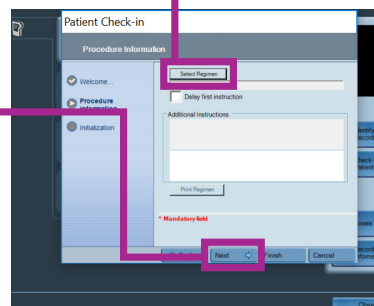 Patient Check-in
Procedure Information
Select Regimen
Welcome...
Delay first instruction
Procedure
information
Additional Instructions
Initialization
Print Regimen
* Mandatory field
Next
Finish
Cancel